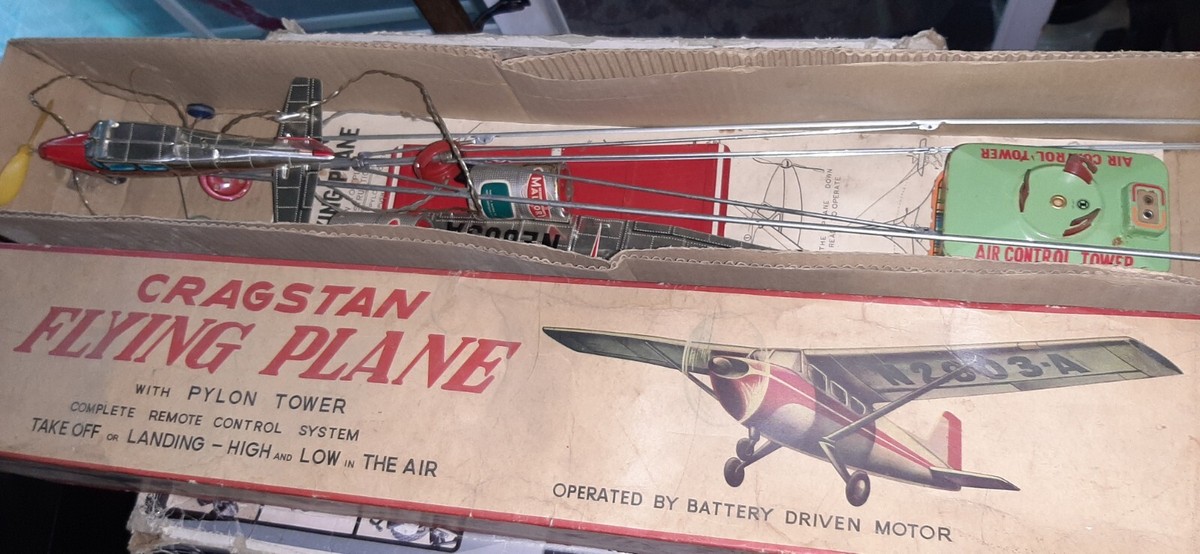 CRAGSTAN
FLYING PLANE
WITH PYLON TOWER
COMPLETE REMOTE CONTROL SYSTEM
TAKE OFF OR LANDING – HIGH AND LOW IN THE AIR
OPERATED BY BATTERY DRIVEN MOTOR
N2803-A
AIR CONTROL TOWER
AIR CONTROL TOWER
PLANE